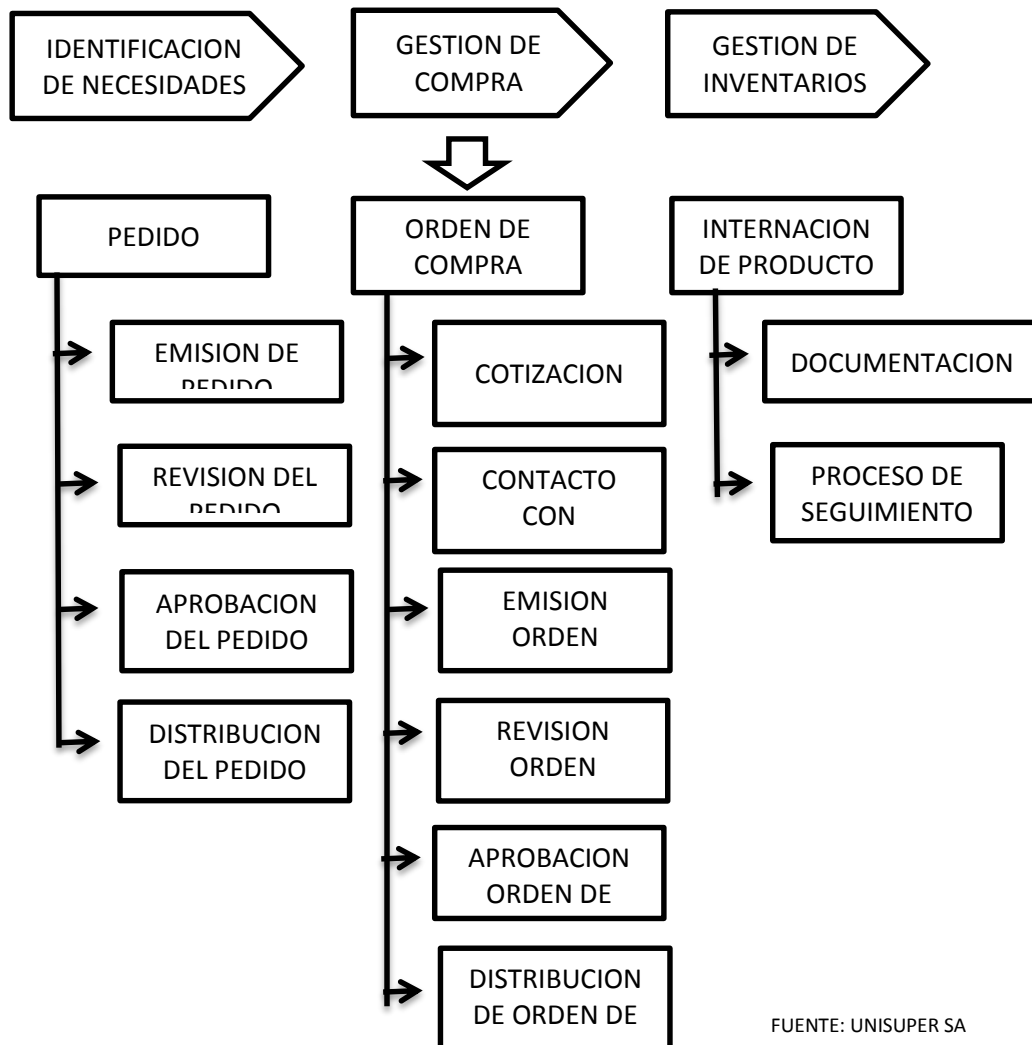 IDENTIFICACION
DE NECESIDADES
GESTION DE
COMPRA
GESTION DE
INVENTARIOS
PEDIDO
EMISION DE
PEDIDO
REVISION DEL
PEDIDO
APROBACION
DEL PEDIDO
DISTRIBUCION
DEL PEDIDO
ORDEN DE
COMPRA
COTIZACION
CONTACTO
CON
EMISION
ORDEN
REVISION
ORDEN
APROBACION
ORDEN DE
DISTRIBUCION
DE ORDEN DE
INTERNACION
DE PRODUCTO
DOCUMENTACION
PROCESO DE
SEGUIMIENTO
FUENTE: UNISUPER SA